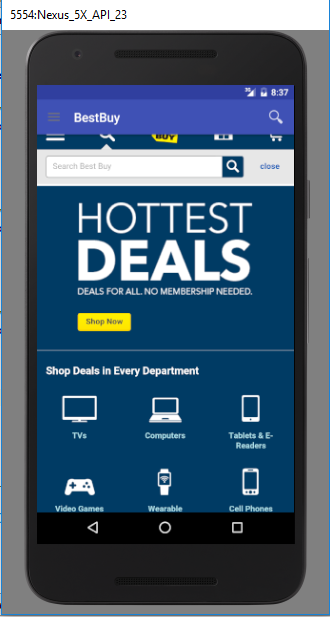 5554:Nexus_5X_API_23
8:37
BestBuy
BUY
Search Best Buy
close
HOTTEST
DEALS
DEALS FOR ALL. NO MEMBERSHIP NEEDED.
Shop Now
Shop Deals in Every Department
TVs
Computers
Tablets & E-
Readers
Video Games
Wearable
Cell Phones